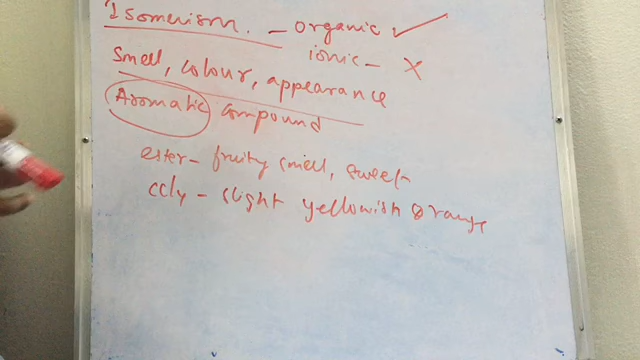 Isomerism. - organic ✓
ionic - ×
Smell, colour, appearance
Aromatic compound
ester - fruity smell, sweet
ccl4 - slight yellowish orange